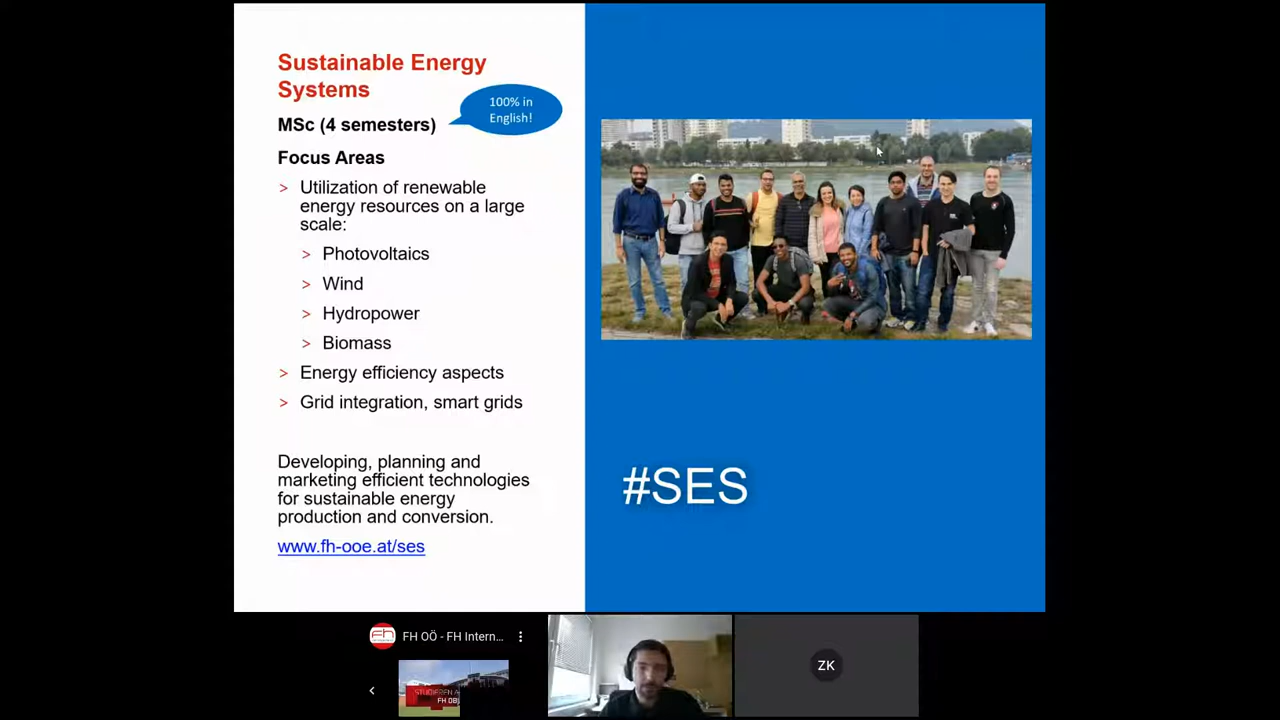 Sustainable Energy
Systems
100% in
English!
MSc (4 semesters)
Focus Areas
> Utilization of renewable
energy resources on a large
scale:
> Photovoltaics
> Wind
> Hydropower
> Biomass
> Energy efficiency aspects
> Grid integration, smart grids
Developing, planning and
marketing efficient technologies
for sustainable energy
production and conversion.
www.fh-ooe.at/ses
#SES
fh
FH OÖ - FH Intern...
STUDIEREN A
ZK